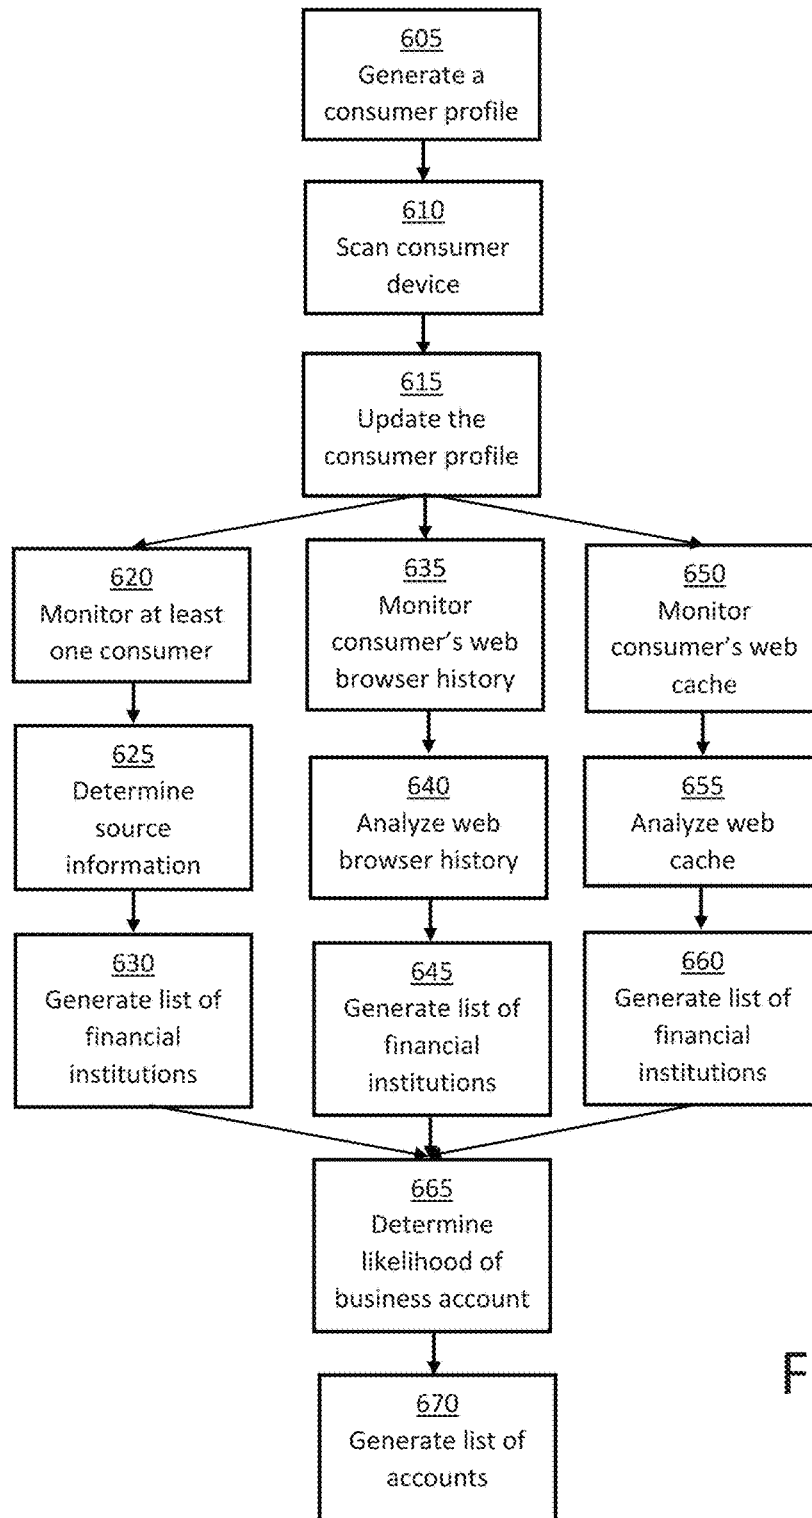 605
Generate a
consumer profile
610
Scan consumer
device
615
Update the
consumer profile
620
Monitor at least
one consumer
625
Determine
source
information
630
Generate list of
financial
institutions
635
Monitor
consumer's web
browser history
640
Analyze web
browser history
645
Generate list of
financial
institutions
650
Monitor
consumer's web
cache
655
Analyze web
cache
660
Generate list of
financial
institutions
665
Determine
likelihood of
business account
670
Generate list of
accounts
F